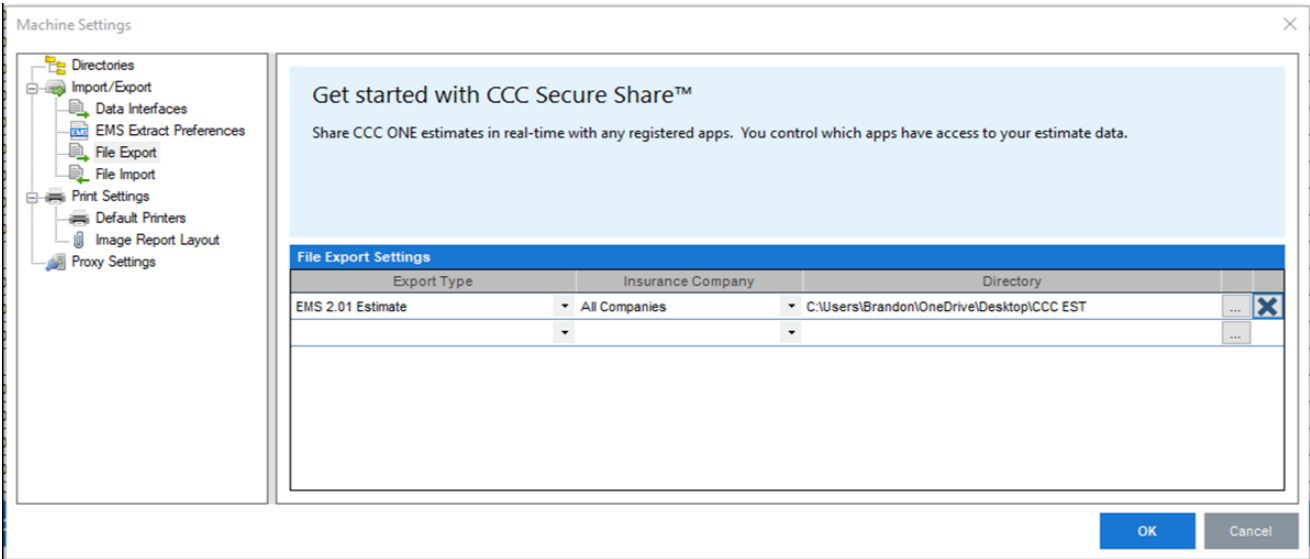 Machine Settings
Directories
Import/Export
Data Interfaces
EMS EMS Extract Preferences
File Export
File Import
Print Settings
Default Printers
Image Report Layout
Proxy Settings
Get started with CCC Secure Share™
Share CCC ONE estimates in real-time with any registered apps. You control which apps have access to your estimate data.
File Export Settings
Export Type Insurance Company Directory
EMS 2.01 Estimate All Companies C:\Users\Brandon\OneDrive\Desktop\CCC EST ...
...
OK Cancel